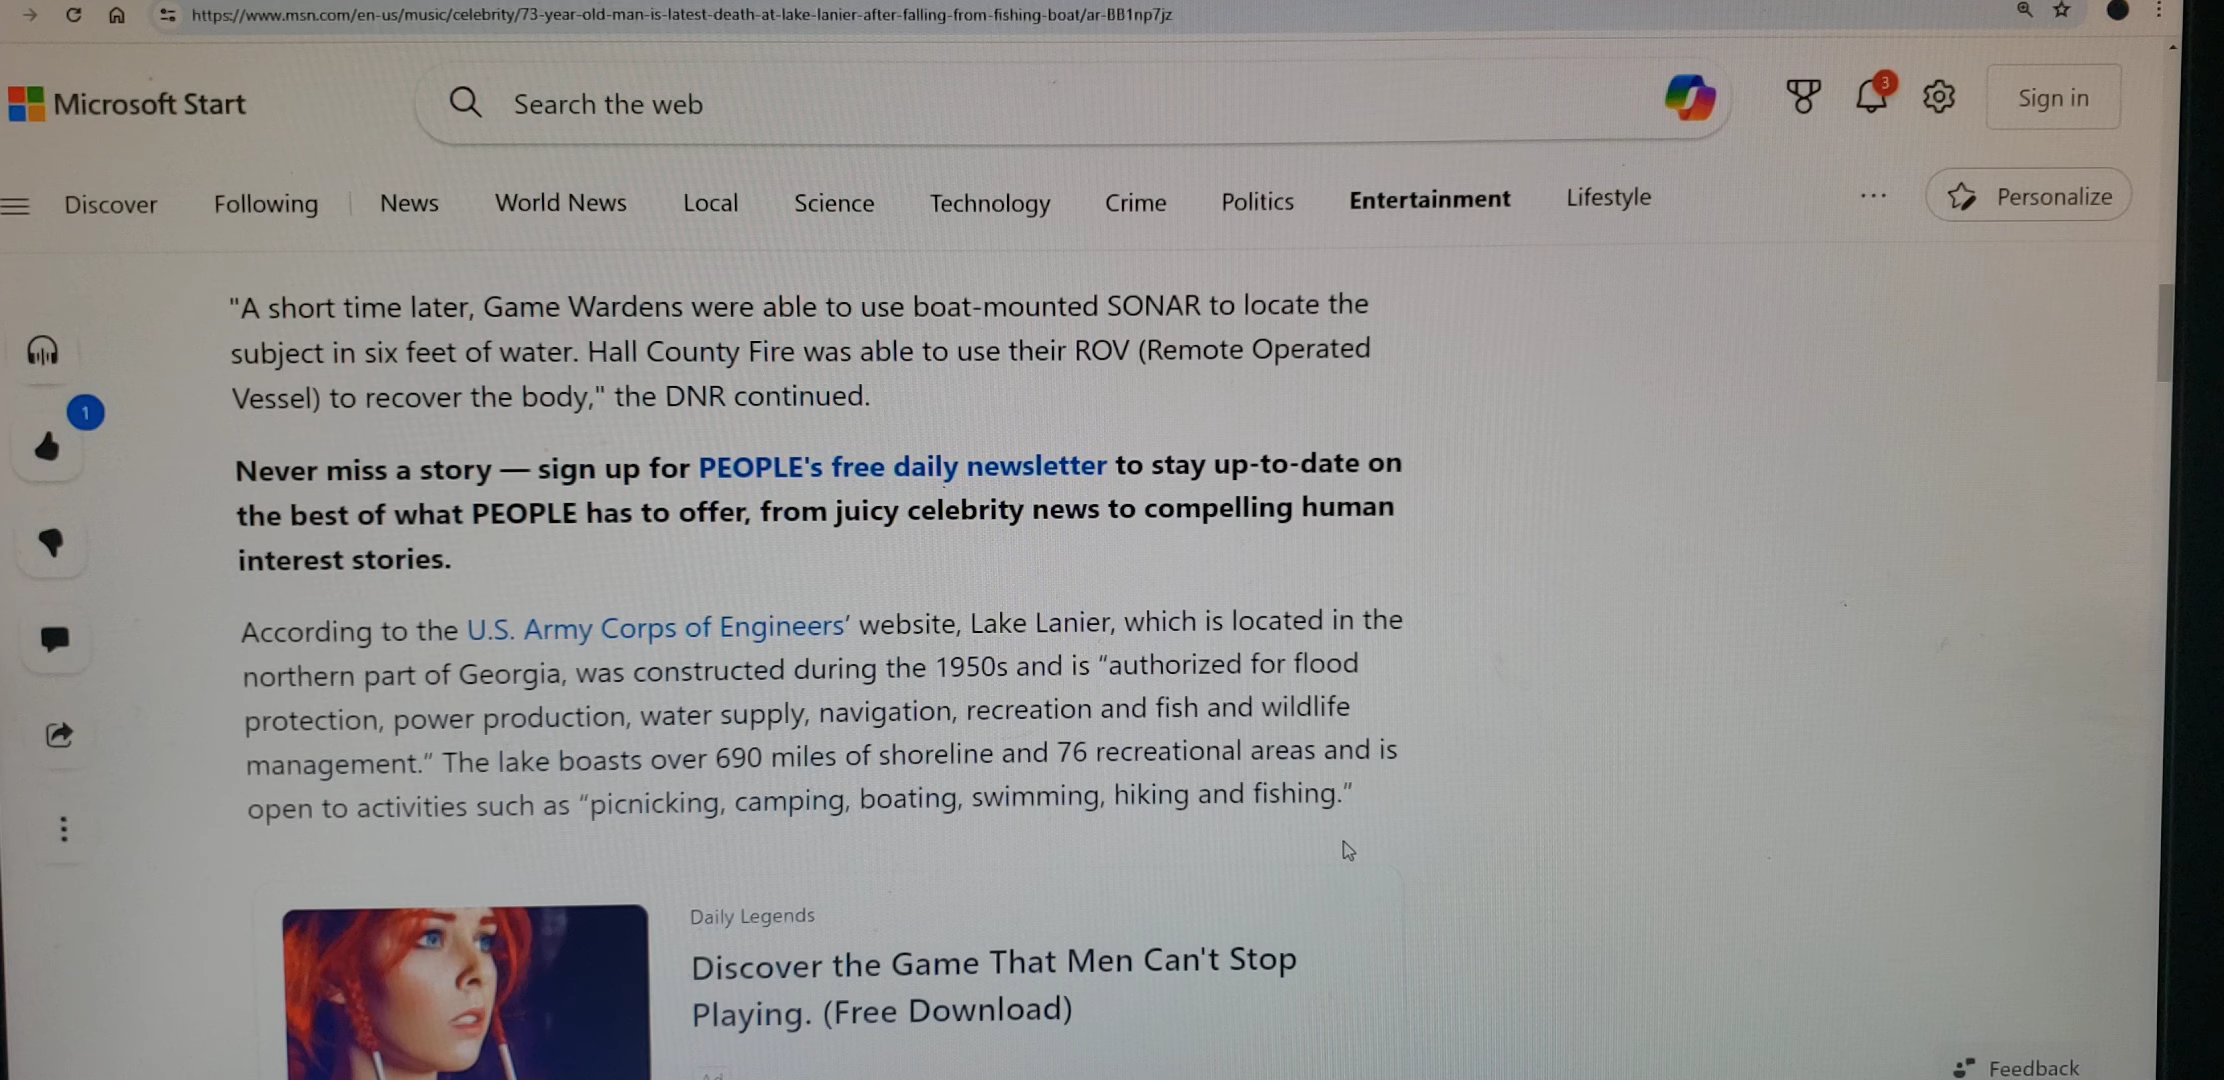 https://www.msn.com/en-us/music/celebrity/73-year-old-man-is-latest-death-at-lake-lanier-after-falling-from-fishing-boat/ar-BB1np7jz
Microsoft Start
Search the web
3
Sign in
Discover
Following
News
World News
Local
Science
Technology
Crime
Politics
Entertainment
Lifestyle
...
Personalize
"A short time later, Game Wardens were able to use boat-mounted SONAR to locate the
subject in six feet of water. Hall County Fire was able to use their ROV (Remote Operated
Vessel) to recover the body," the DNR continued.
1
Never miss a story — sign up for PEOPLE's free daily newsletter to stay up-to-date on
the best of what PEOPLE has to offer, from juicy celebrity news to compelling human
interest stories.
According to the U.S. Army Corps of Engineers’ website, Lake Lanier, which is located in the
northern part of Georgia, was constructed during the 1950s and is “authorized for flood
protection, power production, water supply, navigation, recreation and fish and wildlife
management.” The lake boasts over 690 miles of shoreline and 76 recreational areas and is
open to activities such as “picnicking, camping, boating, swimming, hiking and fishing.”
Daily Legends
Discover the Game That Men Can't Stop
Playing. (Free Download)
Ad
Feedback